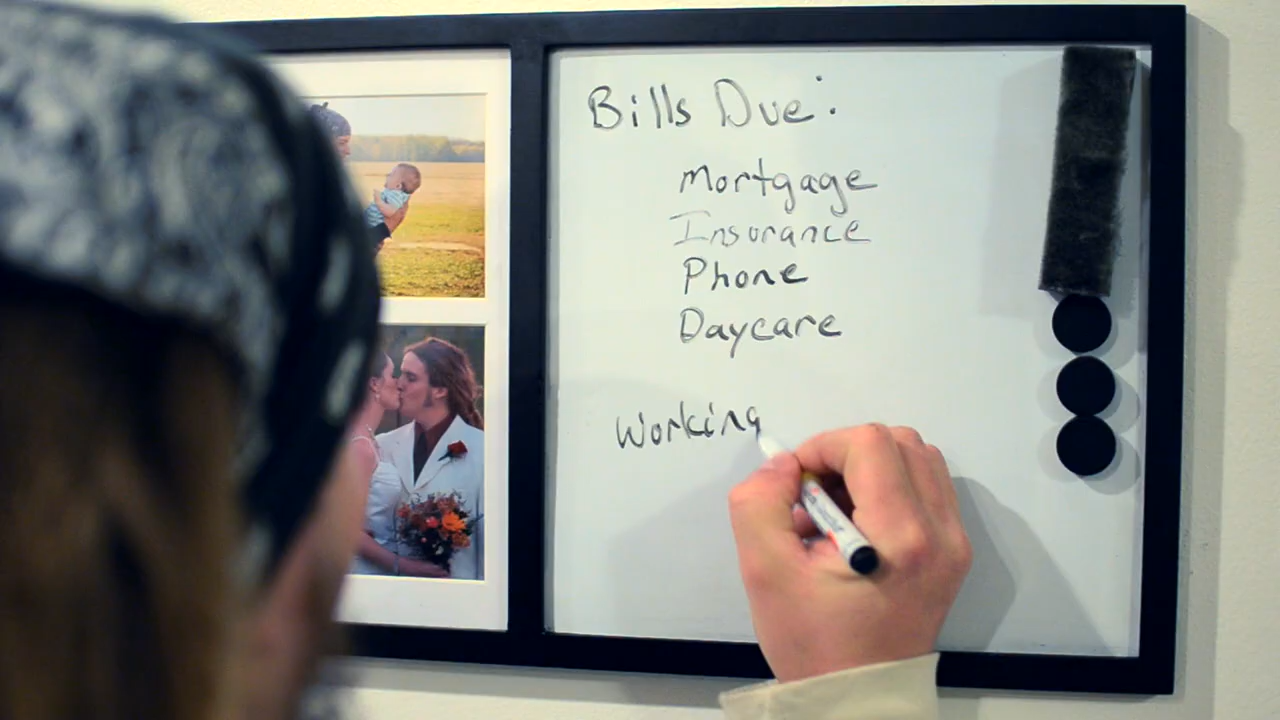 Bills Due:
Mortgage
Insurance
Phone
Daycare
Working